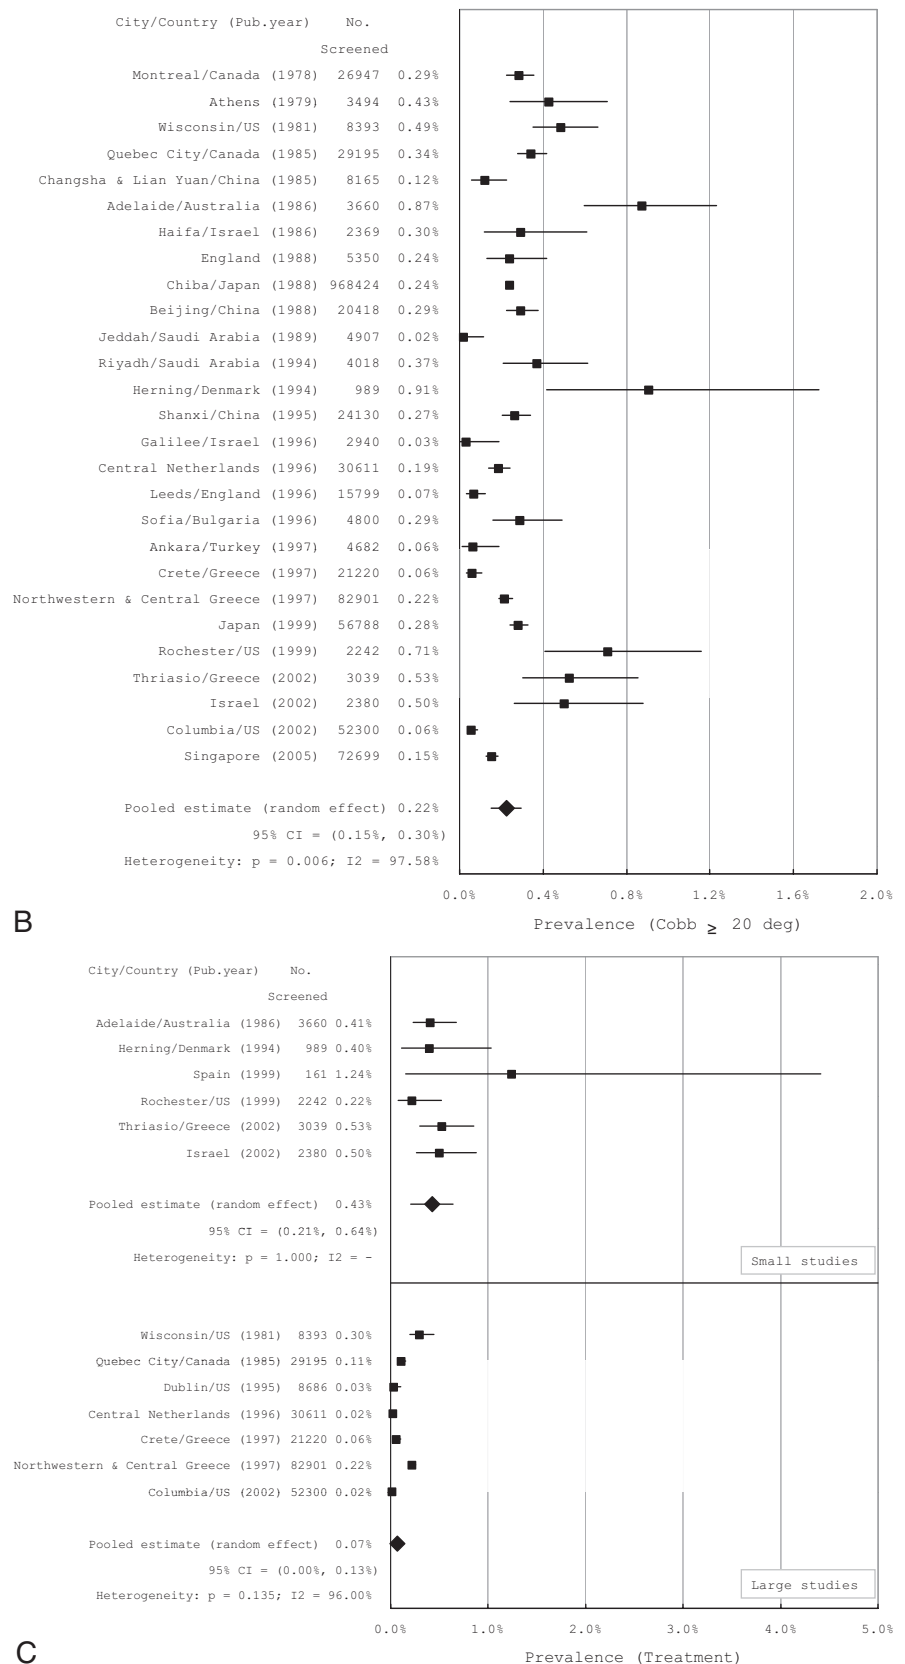 City/Country (Pub.year) No.
Screened
Montreal/Canada (1978) 26947 0.29%
Athens (1979) 3494 0.43%
Wisconsin/US (1981) 8393 0.49%
Quebec City/Canada (1985) 29195 0.34%
Changsha & Lian Yuan/China (1985) 8165 0.12%
Adelaide/Australia (1986) 3660 0.87%
Haifa/Israel (1986) 2369 0.30%
England (1988) 5350 0.24%
Chiba/Japan (1988) 968424 0.24%
Beijing/China (1988) 20418 0.29%
Jeddah/Saudi Arabia (1989) 4907 0.02%
Riyadh/Saudi Arabia (1994) 4018 0.37%
Herning/Denmark (1994) 989 0.91%
Shanxi/China (1995) 24130 0.27%
Galilee/Israel (1996) 2940 0.03%
Central Netherlands (1996) 30611 0.19%
Leeds/England (1996) 15799 0.07%
Sofia/Bulgaria (1996) 4800 0.29%
Ankara/Turkey (1997) 4682 0.06%
Crete/Greece (1997) 21220 0.06%
Northwestern & Central Greece (1997) 82901 0.22%
Japan (1999) 56788 0.28%
Rochester/US (1999) 2242 0.71%
Thriasio/Greece (2002) 3039 0.53%
Israel (2002) 2380 0.50%
Columbia/US (2002) 52300 0.06%
Singapore (2005) 72699 0.15%
Pooled estimate (random effect) 0.22%
95% CI = (0.15%, 0.30%)
Heterogeneity: p = 0.006; I2 = 97.58%
0.0% 0.4% 0.8% 1.2% 1.6% 2.0%
B Prevalence (Cobb ≥ 20 deg)
City/Country (Pub.year) No.
Screened
Adelaide/Australia (1986) 3660 0.41%
Herning/Denmark (1994) 989 0.40%
Spain (1999) 161 1.24%
Rochester/US (1999) 2242 0.22%
Thriasio/Greece (2002) 3039 0.53%
Israel (2002) 2380 0.50%
Pooled estimate (random effect) 0.43%
95% CI = (0.21%, 0.64%)
Heterogeneity: p = 1.000; I2 = -
Small studies
Wisconsin/US (1981) 8393 0.30%
Quebec City/Canada (1985) 29195 0.11%
Dublin/US (1995) 8686 0.03%
Central Netherlands (1996) 30611 0.02%
Crete/Greece (1997) 21220 0.06%
Northwestern & Central Greece (1997) 82901 0.22%
Columbia/US (2002) 52300 0.02%
Pooled estimate (random effect) 0.07%
95% CI = (0.00%, 0.13%)
Heterogeneity: p = 0.135; I2 = 96.00%
Large studies
0.0% 1.0% 2.0% 3.0% 4.0% 5.0%
C Prevalence (Treatment)